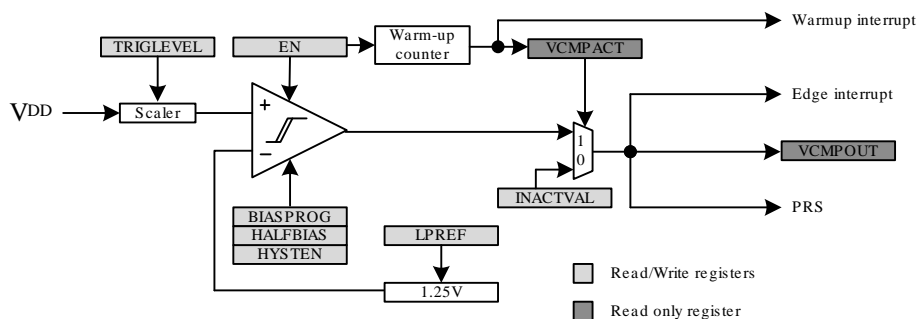 Warmup interrupt
TRIGLEVEL
EN
Warm-up
counter
VCMPACT
VDD
Scaler
+
−
1
0
Edge interrupt
VCMPOUT
INACTVAL
PRS
BIASPROG
HALFBIAS
HYSTEN
LPREF
1.25V
Read/Write registers
Read only register